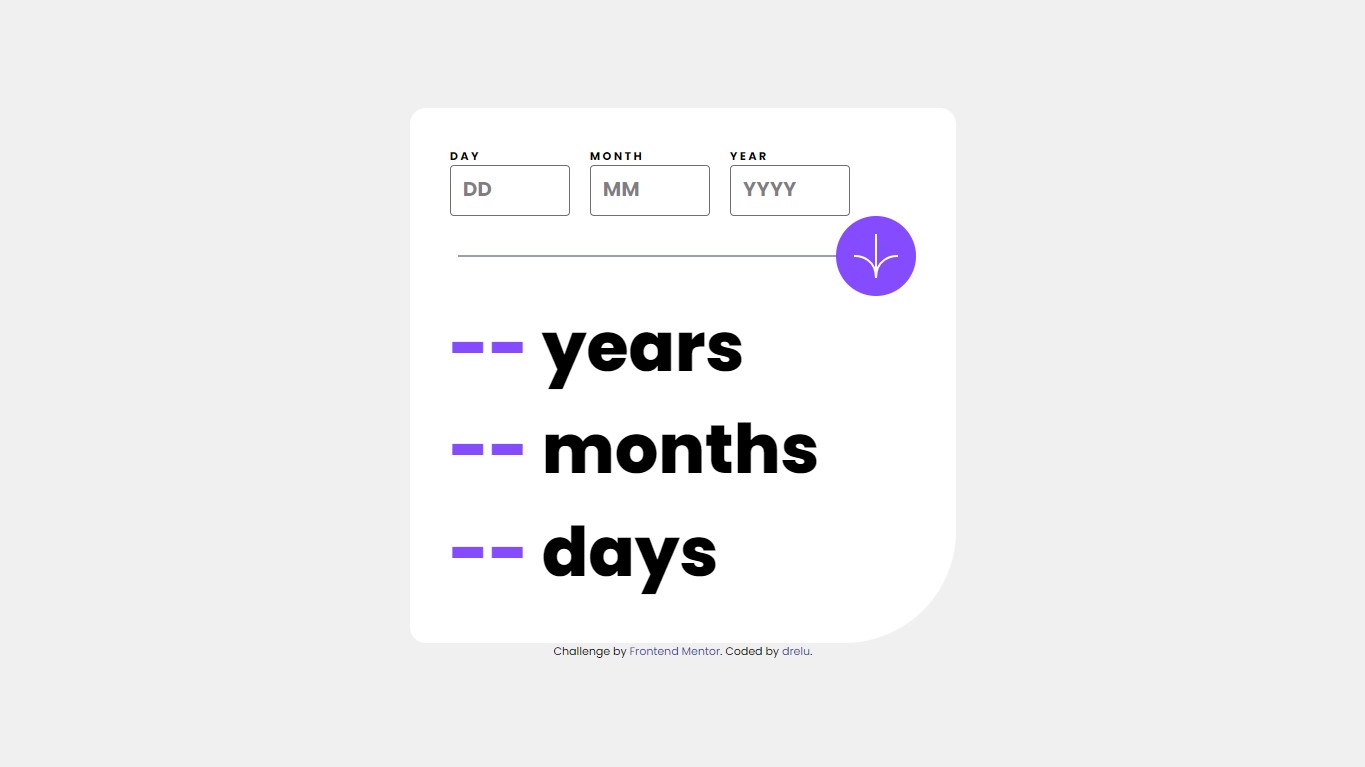 DAY MONTH YEAR
DD MM YYYY
-- years
-- months
-- days
Challenge by Frontend Mentor. Coded by drelu.